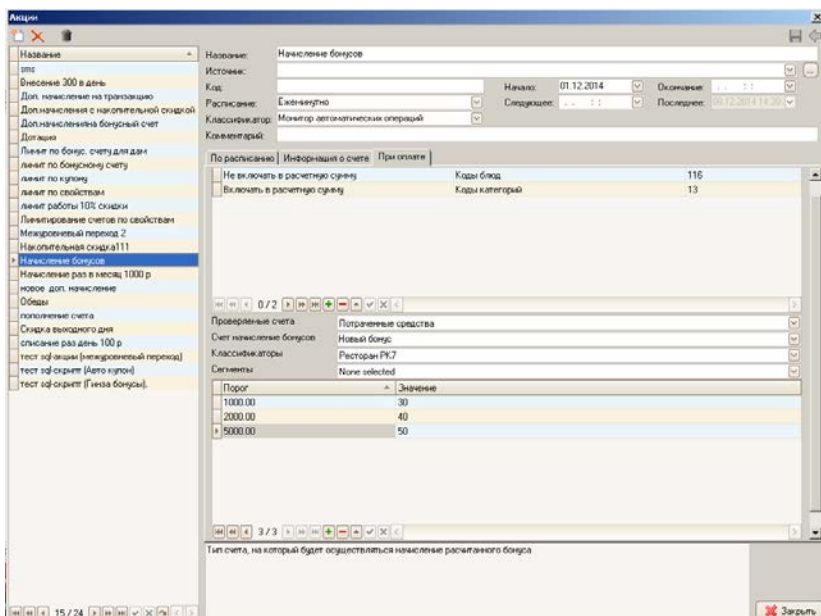 Акции
Название
sms
Внесение 300 в день
Доп. начисление на транзакцию
Доп.начисления с накопительной скидкой
Доп.начислениена бонусный счет
Дотация
Лимит по бонус. счету для дам
лимит по бонусному счету
лимит по купону
лимит по свойствам
лимит работы 10% скидки
Лимитирование счетов по свойствам
Межуровневый переход 2
Накопительная скидка111
Начисление бонусов
Начисление раз в месяц 1000 р
новое доп. начисление
Обеды
пополнение счета
Скидка выходного дня
списание раз день 100 р
тест sql-акции (межуровневый переход)
тест sql-скрипт (Авто купон)
тест sql-скрипт (Гинза бонусы).
15 / 24
Название: Начисление бонусов
Источник:
Код: Начало: 01.12.2014 Окончание: . . : :
Расписание: Ежеминутно Следующее: . . : : Последнее: 08.12.2014 14:20
Классификатор: Монитор автоматических операций
Комментарий:
По расписанию Информация о счете При оплате
Не включать в расчетную сумму Коды блюд 116
Включать в расчетную сумму Коды категорий 13
0 / 2
Проверяемые счета Потраченные средства
Счет начисление бонусов Новый бонус
Классификаторы Ресторан РК7
Сегменты None selected
Порог Значение
1000.00 30
2000.00 40
5000.00 50
3 / 3
Тип счета, на который будет осуществляться начисление расчитанного бонуса
Закрыть